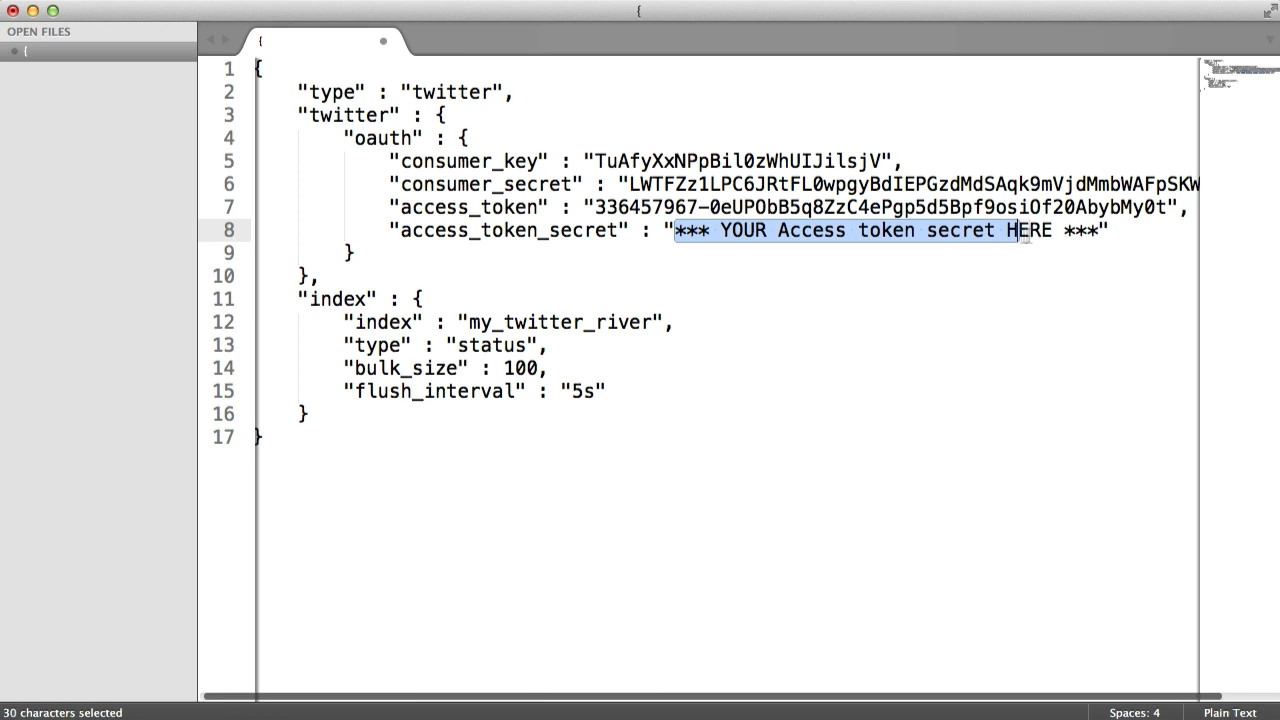 {
OPEN FILES
{
{
1 {
2 "type" : "twitter",
3 "twitter" : {
4 "oauth" : {
5 "consumer_key" : "TuAfyXxNPpBil0zWhUIJilsjV",
6 "consumer_secret" : "LWTFZz1LPC6JRtFL0wpgyBdIEPGzdMdSAqk9mVjdMmbWAFpSKW
7 "access_token" : "336457967-0eUPObB5q8ZzC4ePgp5d5Bpf9osiOf20AbybMy0t",
8 "access_token_secret" : "*** YOUR Access token secret HERE ***"
9 }
10 },
11 "index" : {
12 "index" : "my_twitter_river",
13 "type" : "status",
14 "bulk_size" : 100,
15 "flush_interval" : "5s"
16 }
17 }
30 characters selected
Spaces: 4
Plain Text